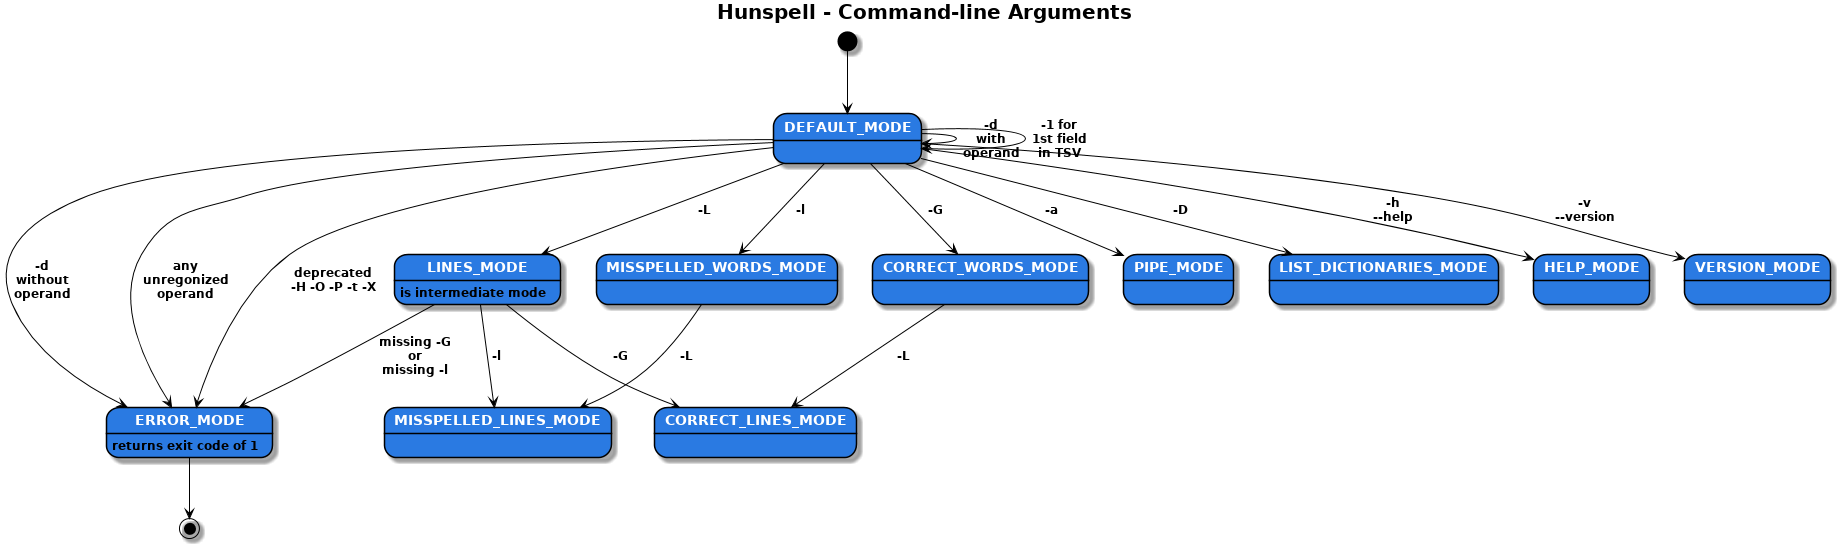 Hunspell - Command-line Arguments
DEFAULT_MODE
-d
with
operand
-1 for
1st field
in TSV
-L
-l
-G
-a
-D
-h
--help
-v
--version
-d
without
operand
any
unregonized
operand
deprecated
-H -O -P -t -X
LINES_MODE
is intermediate mode
MISSPELLED_WORDS_MODE
CORRECT_WORDS_MODE
PIPE_MODE
LIST_DICTIONARIES_MODE
HELP_MODE
VERSION_MODE
missing -G
or
missing -l
-l
-G
-L
-L
ERROR_MODE
returns exit code of 1
MISSPELLED_LINES_MODE
CORRECT_LINES_MODE